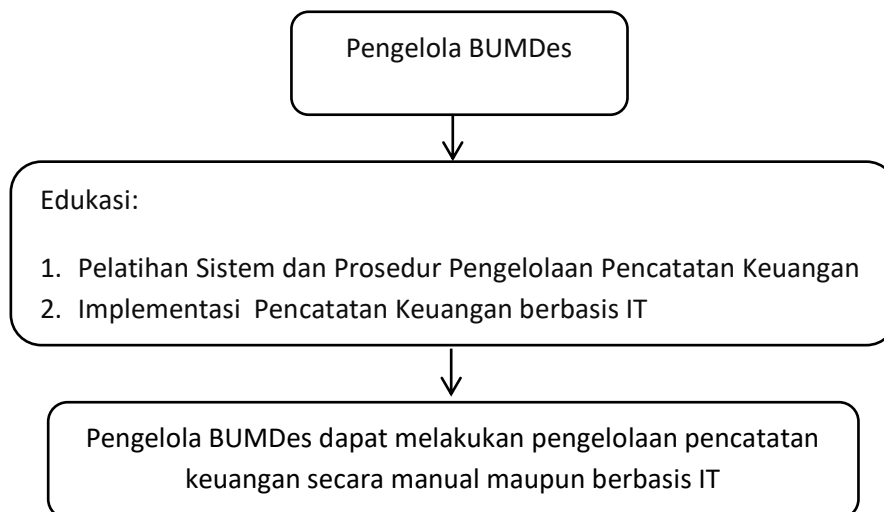 Pengelola BUMDes
Edukasi:
1. Pelatihan Sistem dan Prosedur Pengelolaan Pencatatan Keuangan
2. Implementasi  Pencatatan Keuangan berbasis IT
Pengelola BUMDes dapat melakukan pengelolaan pencatatan
keuangan secara manual maupun berbasis IT